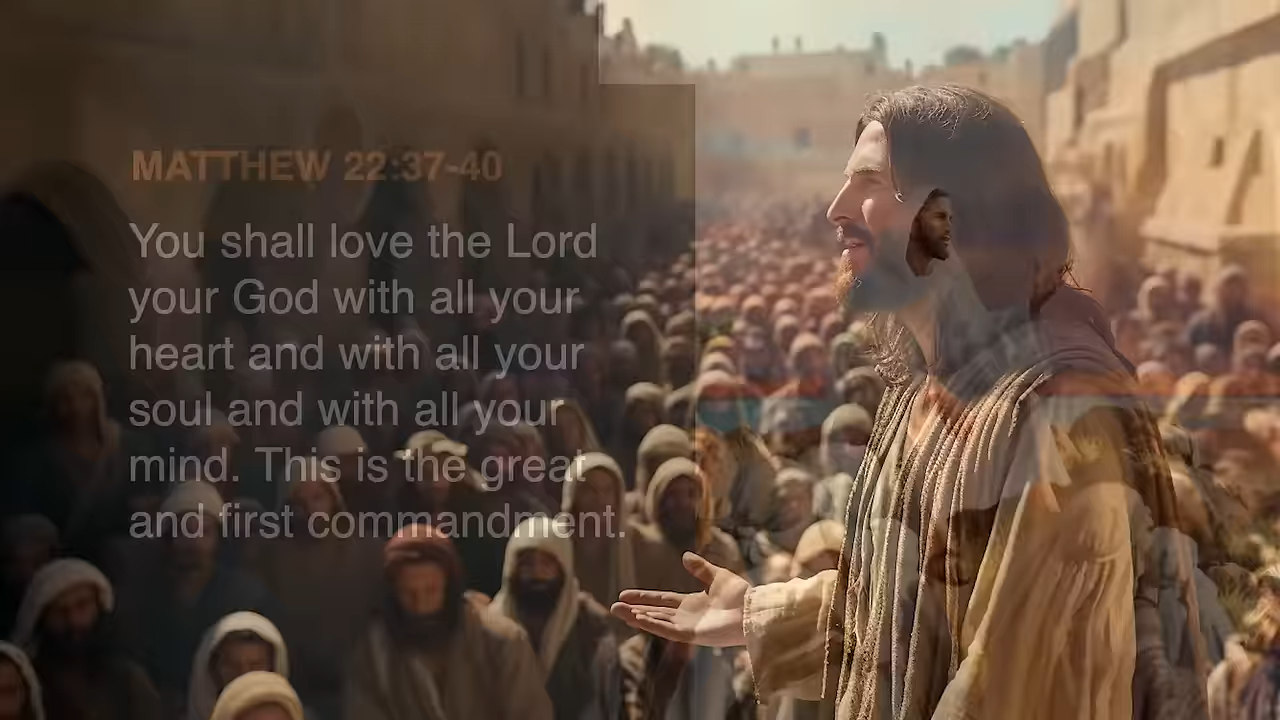 MATTHEW 22:37-40
You shall love the Lord
your God with all your
heart and with all your
soul and with all your
mind. This is the great
and first commandment.